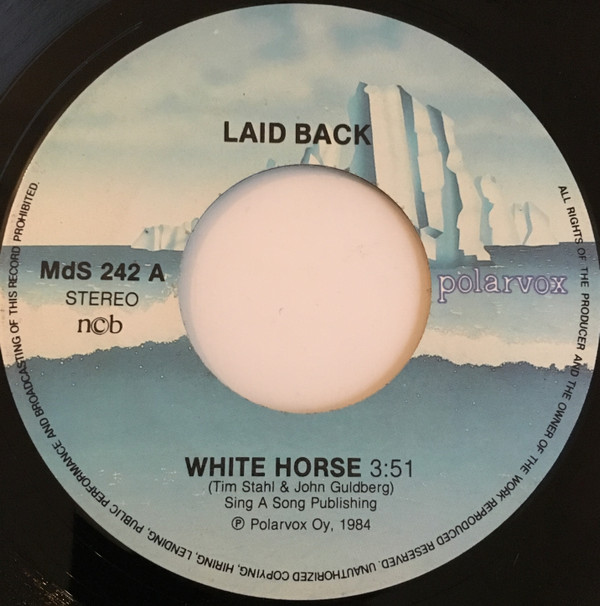 LAID BACK
MdS 242 A
STEREO
ncb
polarvox
WHITE HORSE 3:51
(Tim Stahl & John Guldberg)
Sing A Song Publishing
℗ Polarvox Oy, 1984
ALL RIGHTS OF THE PRODUCER AND THE OWNER OF THE WORK REPRODUCED RESERVED. UNAUTHORIZED COPYING, HIRING, LENDING, PUBLIC PERFORMANCE AND BROADCASTING OF THIS RECORD PROHIBITED.